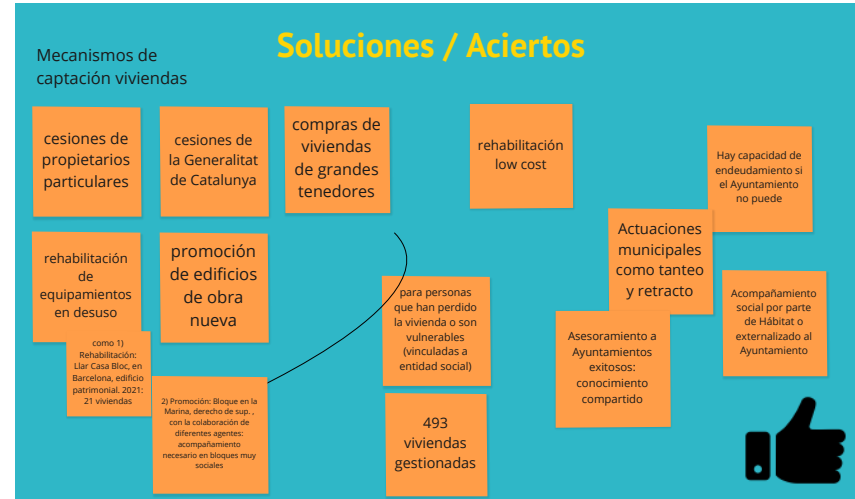 Soluciones / Aciertos
Mecanismos de
captación viviendas
cesiones de
propietarios
particulares
cesiones de
la Generalitat
de Catalunya
compras de
viviendas
de grandes
tenedores
rehabilitación
low cost
Hay capacidad de
endeudamiento si
el Ayuntamiento
no puede
rehabilitación
de
equipamientos
en desuso
promoción
de edificios
de obra
nueva
Actuaciones
municipales
como tanteo
y retracto
para personas
que han perdido
la vivienda o son
vulnerables
(vinculadas a
entidad social)
Acompañamiento
social por parte
de Hábitat o
externalizado al
Ayuntamiento
como 1)
Rehabilitación:
Llar Casa Bloc, en
Barcelona, edificio
patrimonial. 2021:
21 viviendas
Asesoramiento a
Ayuntamientos
exitosos:
conocimiento
compartido
2) Promoción: Bloque en la
Marina, derecho de sup. ,
con la colaboración de
diferentes agentes:
acompañamiento
necesario en bloques muy
sociales
493
viviendas
gestionadas